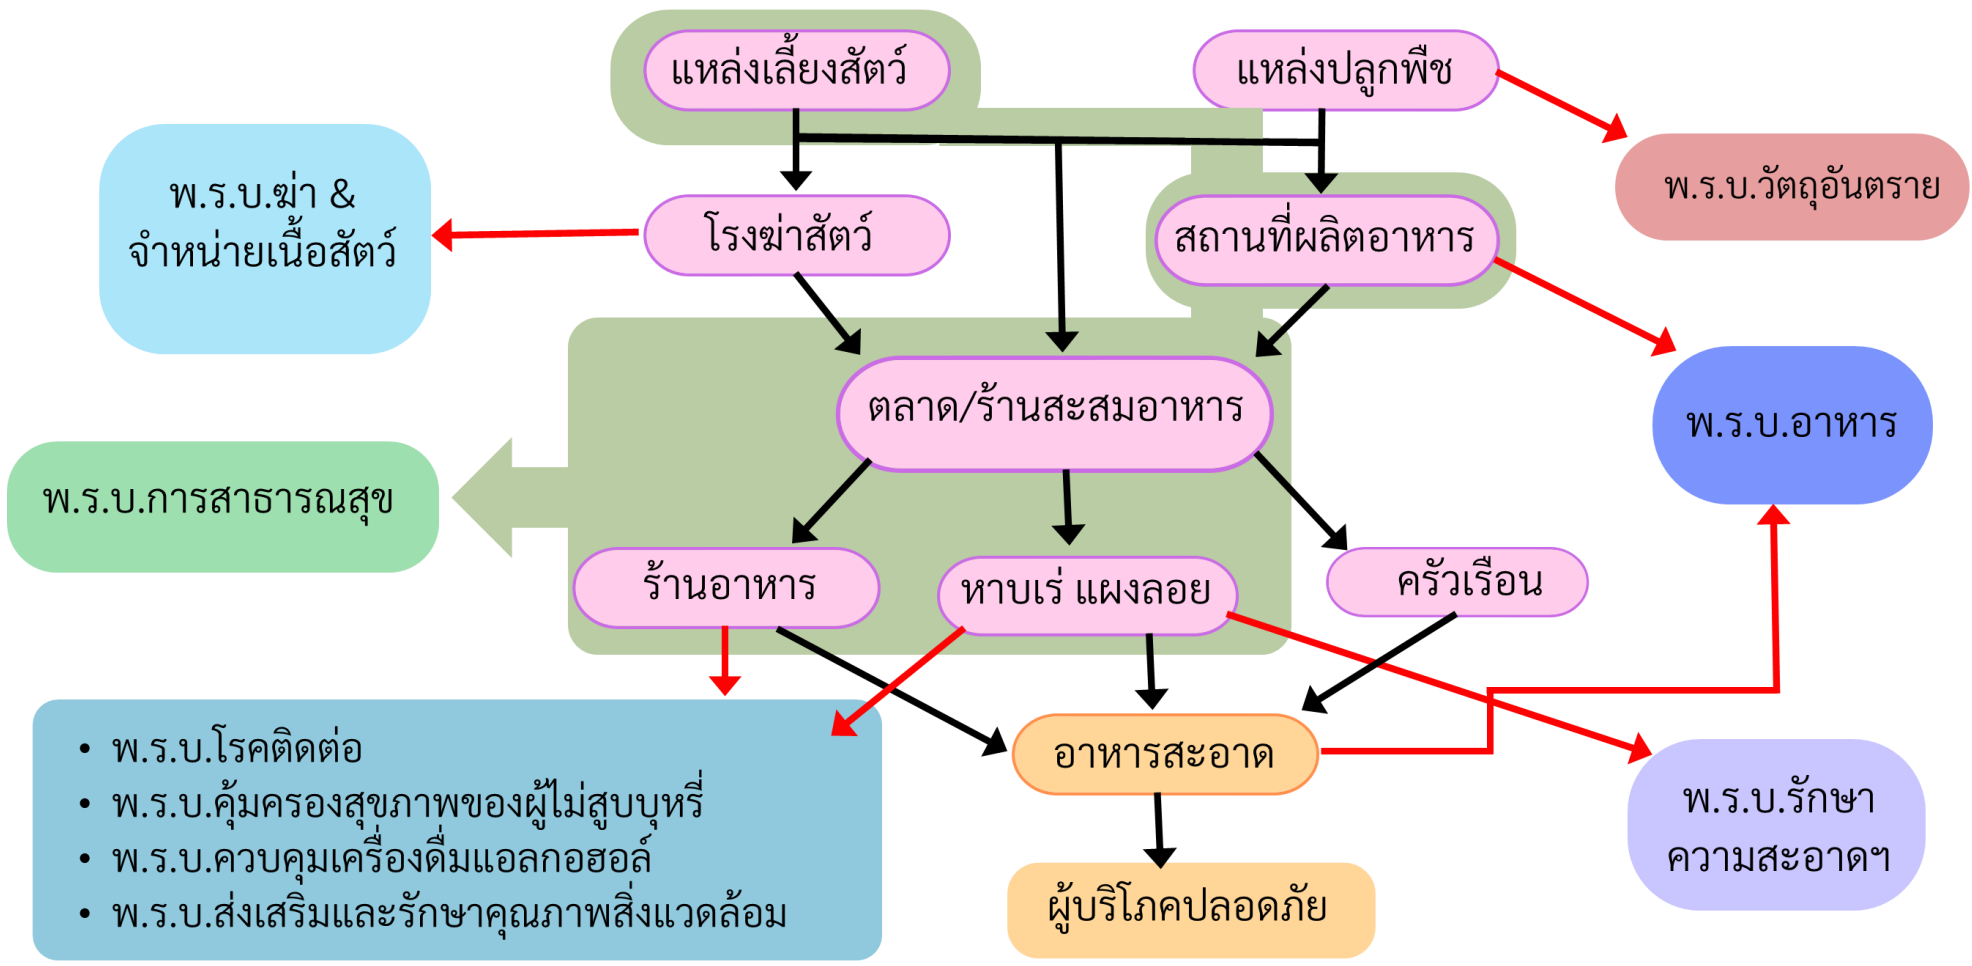 แหล่งเลี้ยงสัตว์
แหล่งปลูกพืช
พ.ร.บ.ฆ่า &
จำหน่ายเนื้อสัตว์
โรงฆ่าสัตว์
สถานที่ผลิตอาหาร
พ.ร.บ.วัตถุอันตราย
ตลาด/ร้านสะสมอาหาร
พ.ร.บ.อาหาร
พ.ร.บ.การสาธารณสุข
ร้านอาหาร
หาบเร่ แผงลอย
ครัวเรือน
• พ.ร.บ.โรคติดต่อ
• พ.ร.บ.คุ้มครองสุขภาพของผู้ไม่สูบบุหรี่
• พ.ร.บ.ควบคุมเครื่องดื่มแอลกอฮอล์
• พ.ร.บ.ส่งเสริมและรักษาคุณภาพสิ่งแวดล้อม
อาหารสะอาด
พ.ร.บ.รักษา
ความสะอาดฯ
ผู้บริโภคปลอดภัย